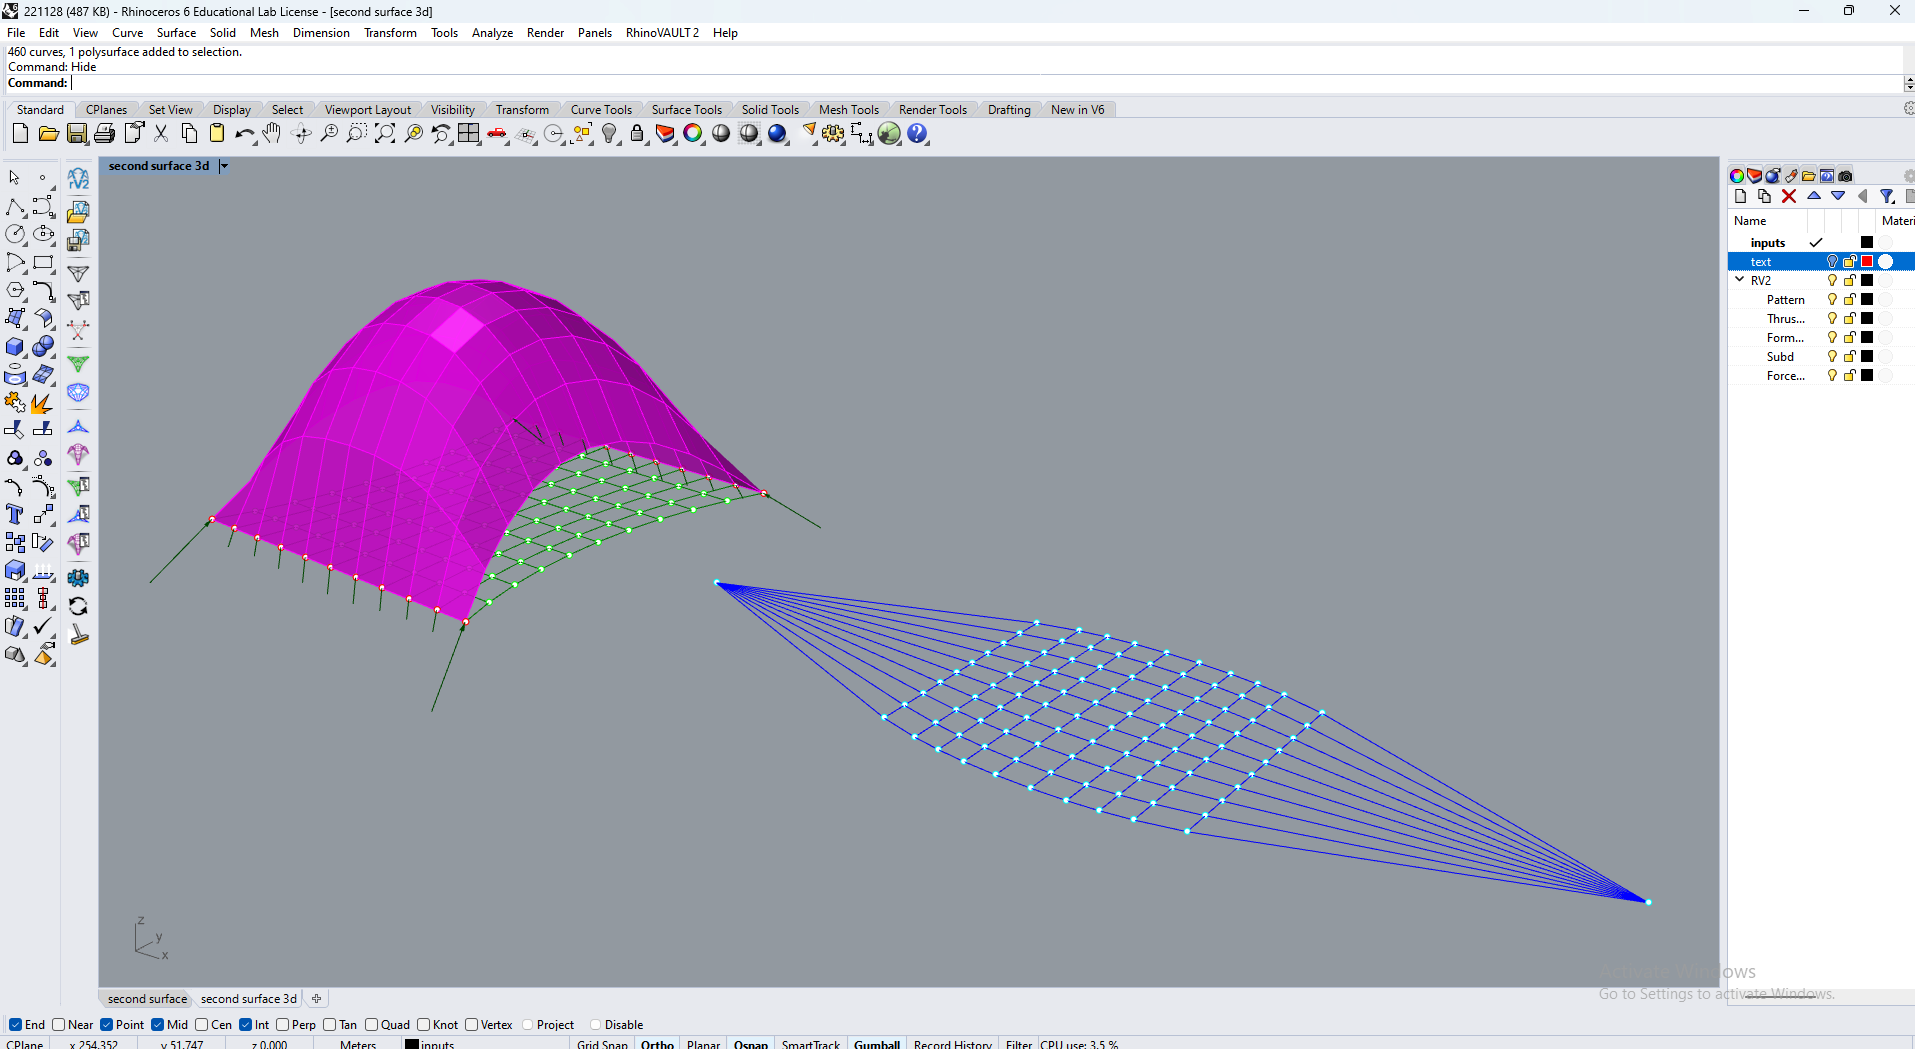 221128 (487 KB) - Rhinoceros 6 Educational Lab License - [second surface 3d]
File Edit View Curve Surface Solid Mesh Dimension Transform Tools Analyze Render Panels RhinoVAULT 2 Help
460 curves, 1 polysurface added to selection.
Command: Hide
Command:
Standard CPlanes Set View Display Select Viewport Layout Visibility Transform Curve Tools Surface Tools Solid Tools Mesh Tools Render Tools Drafting New in V6
second surface 3d
rV2
Name Materi
inputs
text
RV2
Pattern
Thrus...
Form...
Subd
Force...
z
y
x
Activate Windows
Go to Settings to activate Windows.
second surface second surface 3d
End Near Point Mid Cen Int Perp Tan Quad Knot Vertex Project Disable
CPlane x 254.352 y 51.747 z 0.000 Meters inputs Grid Snap Ortho Planar Osnap SmartTrack Gumball Record History Filter CPU use: 3.5 %